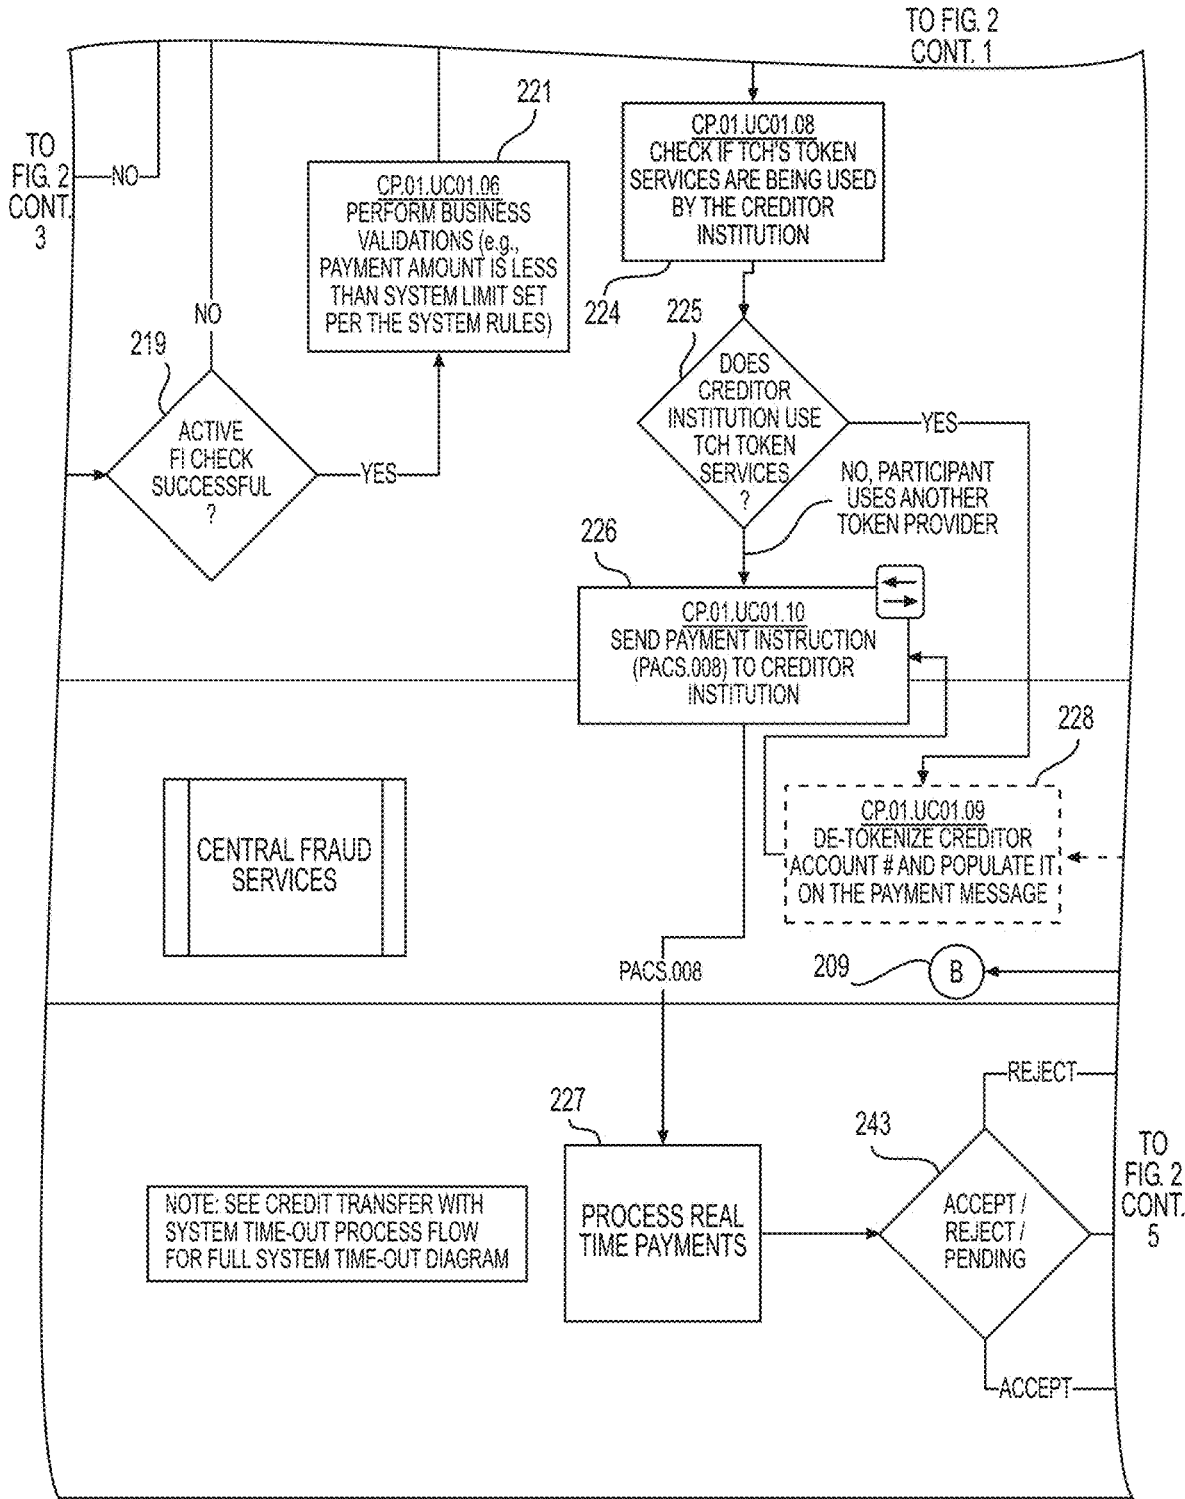 TO FIG. 2
CONT. 1
TO
FIG. 2
CONT.
3
NO
NO
221
CP.01.UC01.06
PERFORM BUSINESS
VALIDATIONS (e.g.,
PAYMENT AMOUNT IS LESS
THAN SYSTEM LIMIT SET
PER THE SYSTEM RULES)
CP.01.UC01.08
CHECK IF TCH'S TOKEN
SERVICES ARE BEING USED
BY THE CREDITOR
INSTITUTION
224
219
ACTIVE
FI CHECK
SUCCESSFUL
?
YES
225
DOES
CREDITOR
INSTITUTION USE
TCH TOKEN
SERVICES
?
YES
NO, PARTICIPANT
USES ANOTHER
TOKEN PROVIDER
226
CP.01.UC01.10
SEND PAYMENT INSTRUCTION
(PACS.008) TO CREDITOR
INSTITUTION
228
CP.01.UC01.09
DE-TOKENIZE CREDITOR
ACCOUNT # AND POPULATE IT
ON THE PAYMENT MESSAGE
CENTRAL FRAUD
SERVICES
PACS.008
209
B
227
PROCESS REAL
TIME PAYMENTS
243
ACCEPT /
REJECT /
PENDING
REJECT
ACCEPT
TO
FIG. 2
CONT.
5
NOTE: SEE CREDIT TRANSFER WITH
SYSTEM TIME-OUT PROCESS FLOW
FOR FULL SYSTEM TIME-OUT DIAGRAM